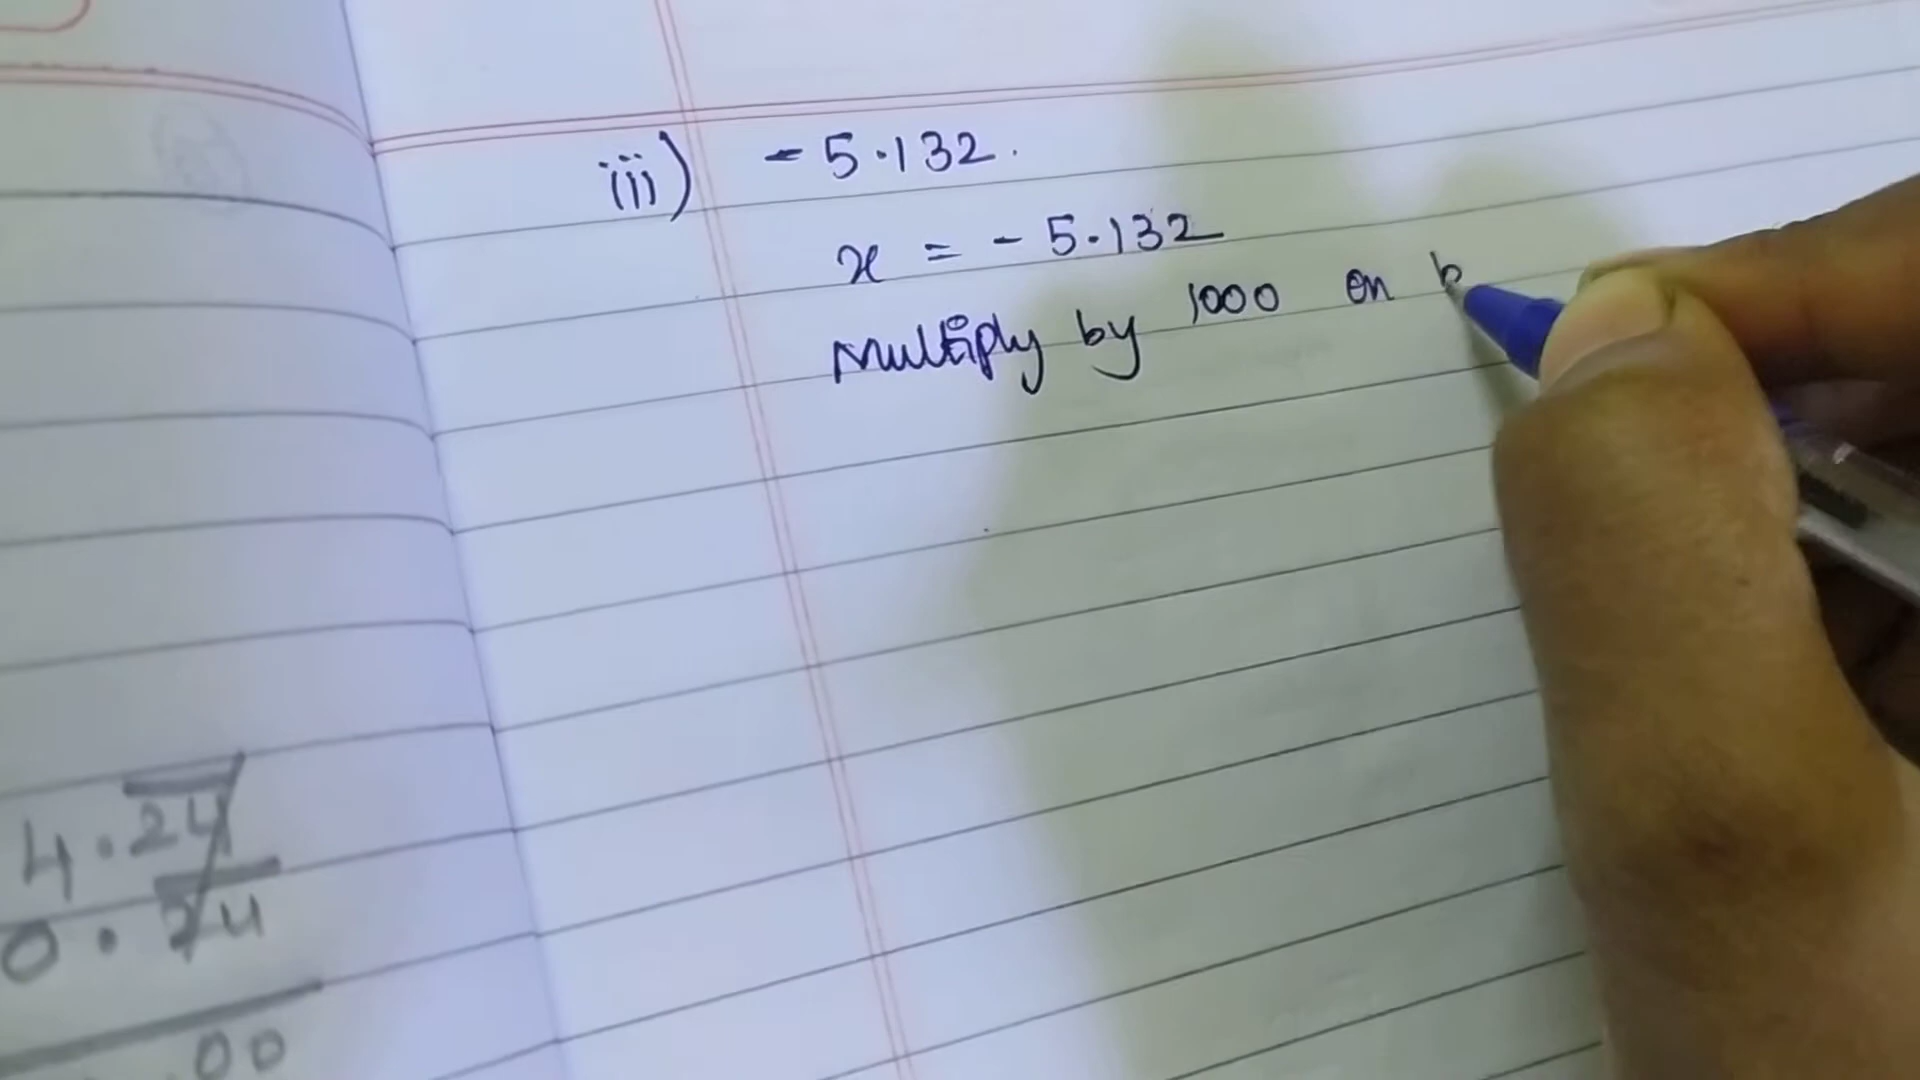 iii) - 5.132.
x = - 5.132
Multiply by 1000 on b
4.24
0.24
.00